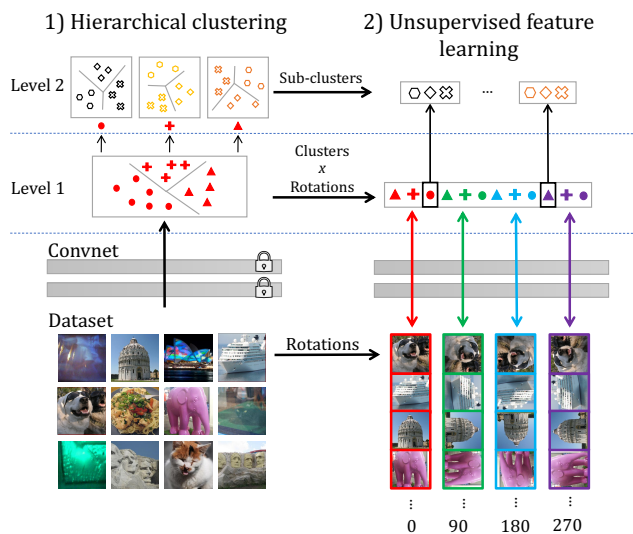 1) Hierarchical clustering
2) Unsupervised feature
learning
Level 2
Sub-clusters
...
Level 1
Clusters
x
Rotations
Convnet
Dataset
Rotations
... ... ... ...
0 90 180 270